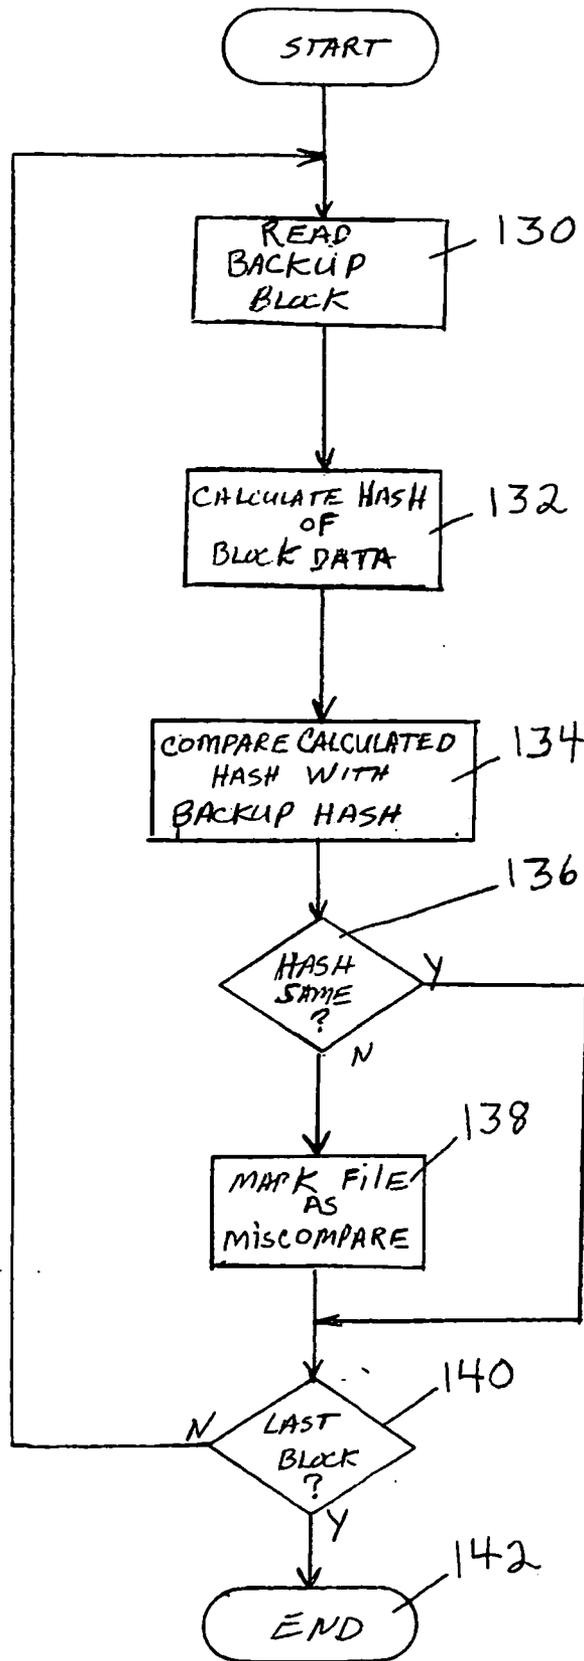 START
READ
BACKUP
BLOCK
130
CALCULATE HASH
OF
BLOCK DATA
132
COMPARE CALCULATED
HASH WITH
BACKUP HASH
134
136
HASH
SAME
?
Y
N
138
MARK FILE
AS
MISCOMPARE
140
N
LAST
BLOCK
?
Y
142
END